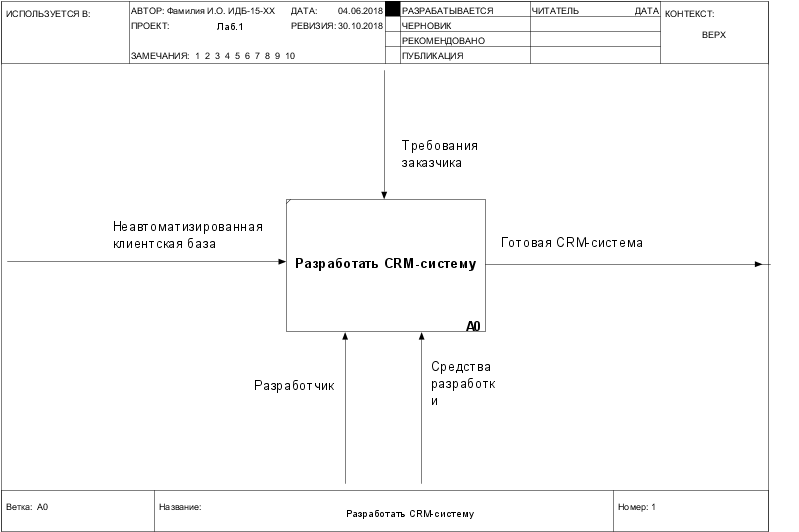 ИСПОЛЬЗУЕТСЯ В:
АВТОР: Фамилия И.О. ИДБ-15-ХХ ДАТА: 04.06.2018
ПРОЕКТ: Лаб.1 РЕВИЗИЯ: 30.10.2018
ЗАМЕЧАНИЯ: 1 2 3 4 5 6 7 8 9 10
РАЗРАБАТЫВАЕТСЯ
ЧЕРНОВИК
РЕКОМЕНДОВАНО
ПУБЛИКАЦИЯ
ЧИТАТЕЛЬ ДАТА
КОНТЕКСТ:
ВЕРХ
Требования
заказчика
Неавтоматизированная
клиентская база
Разработать CRM-систему
A0
Готовая CRM-система
Разработчик
Средства
разработк
и
Ветка: A0
Название:
Разработать CRM-систему
Номер: 1